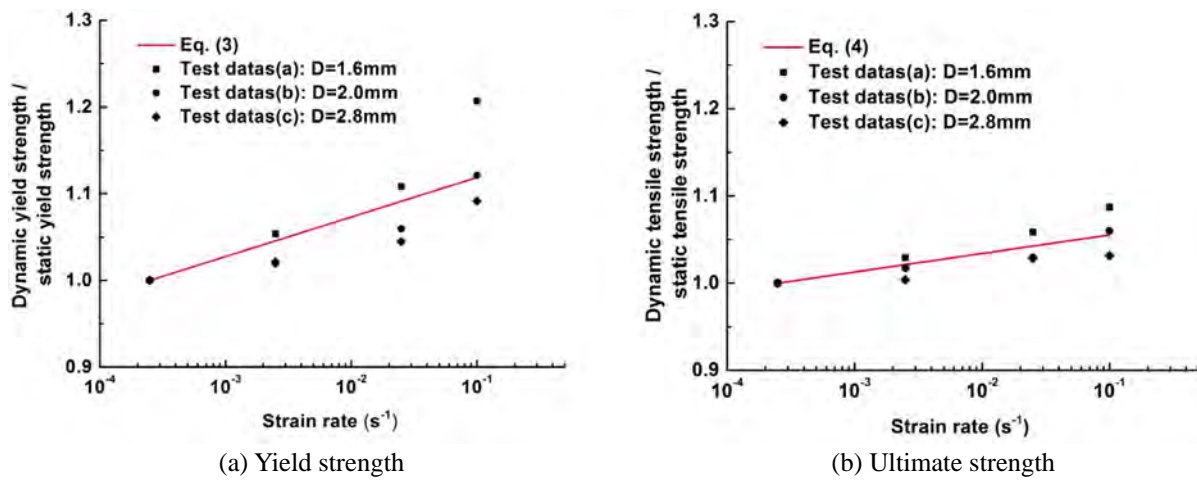 1.3
1.2
1.1
1.0
0.9
Dynamic yield strength /
static yield strength
Eq. (3)
Test datas(a): D=1.6mm
Test datas(b): D=2.0mm
Test datas(c): D=2.8mm
10⁻⁴ 10⁻³ 10⁻² 10⁻¹
Strain rate (s⁻¹)
(a) Yield strength
1.3
1.2
1.1
1.0
0.9
Dynamic tensile strength /
static tensile strength
Eq. (4)
Test datas(a): D=1.6mm
Test datas(b): D=2.0mm
Test datas(c): D=2.8mm
10⁻⁴ 10⁻³ 10⁻² 10⁻¹
Strain rate (s⁻¹)
(b) Ultimate strength